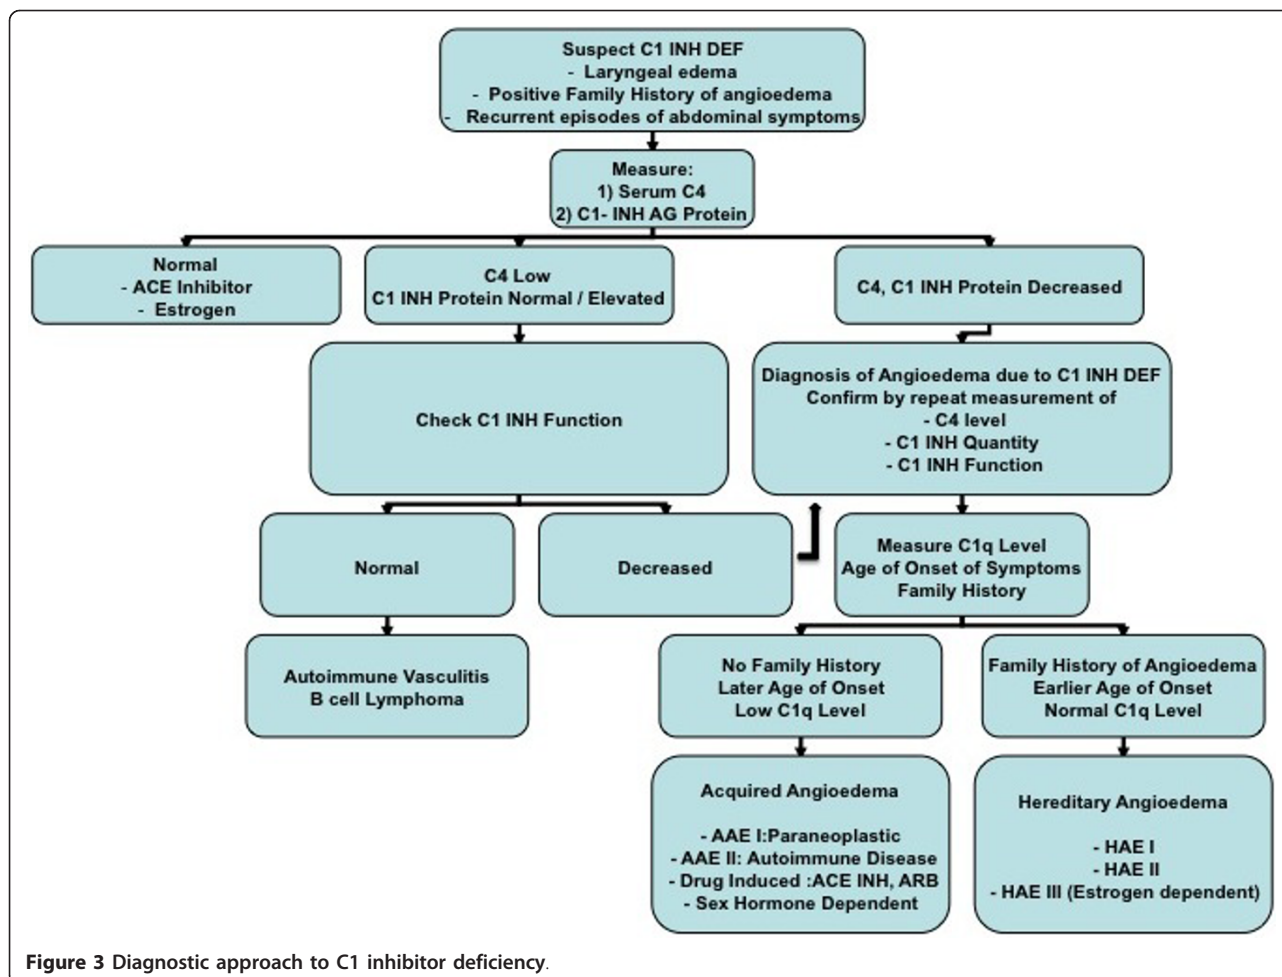 Suspect C1 INH DEF
- Laryngeal edema
- Positive Family History of angioedema
- Recurrent episodes of abdominal symptoms
Measure:
1) Serum C4
2) C1- INH AG Protein
Normal
- ACE Inhibitor
- Estrogen
C4 Low
C1 INH Protein Normal / Elevated
C4, C1 INH Protein Decreased
Check C1 INH Function
Diagnosis of Angioedema due to C1 INH DEF
Confirm by repeat measurement of
- C4 level
- C1 INH Quantity
- C1 INH Function
Normal
Decreased
Measure C1q Level
Age of Onset of Symptoms
Family History
Autoimmune Vasculitis
B cell Lymphoma
No Family History
Later Age of Onset
Low C1q Level
Family History of Angioedema
Earlier Age of Onset
Normal C1q Level
Acquired Angioedema
- AAE I:Paraneoplastic
- AAE II: Autoimmune Disease
- Drug Induced :ACE INH, ARB
- Sex Hormone Dependent
Hereditary Angioedema
- HAE I
- HAE II
- HAE III (Estrogen dependent)
Figure 3 Diagnostic approach to C1 inhibitor deficiency.